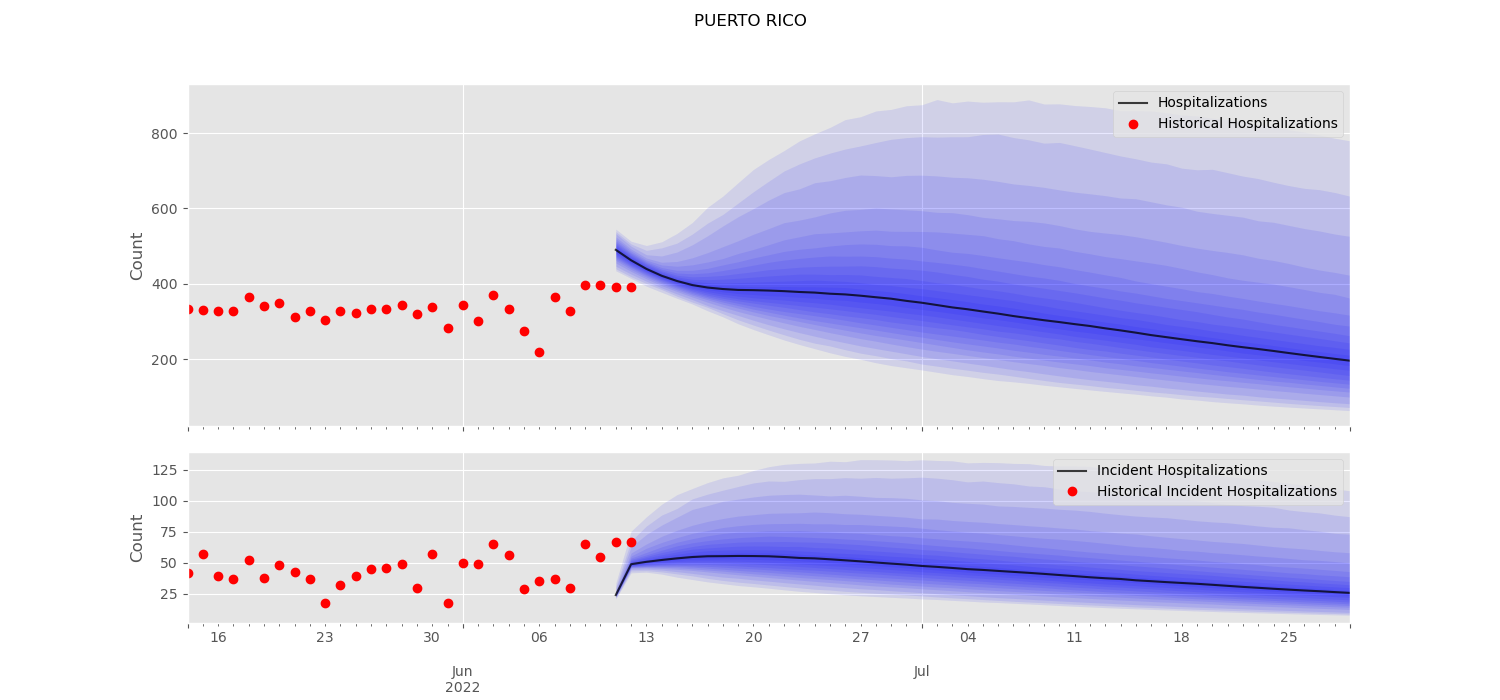 PUERTO RICO
Hospitalizations
Historical Hospitalizations
Count
800
600
400
200
Incident Hospitalizations
Historical Incident Hospitalizations
Count
125
100
75
50
25
16 23 30 06 13 20 27 04 11 18 25
Jun Jul
2022